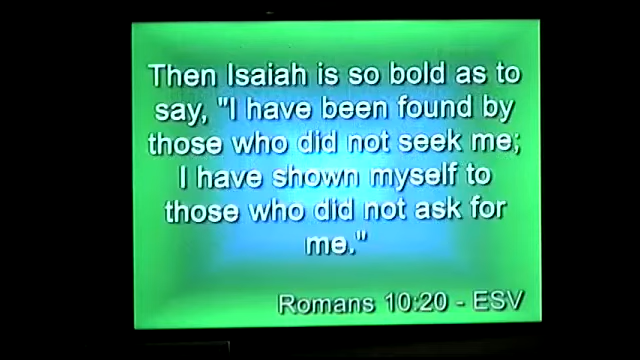 Then Isaiah is so bold as to
say, "I have been found by
those who did not seek me;
I have shown myself to
those who did not ask for
me."
Romans 10:20 - ESV